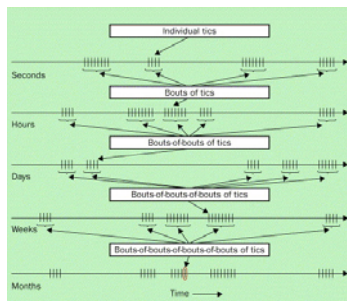 Individual tics
Seconds
Bouts of tics
Hours
Bouts-of-bouts of tics
Days
Bouts-of-bouts-of-bouts of tics
Weeks
Bouts-of-bouts-of-bouts-of-bouts of tics
Months
Time